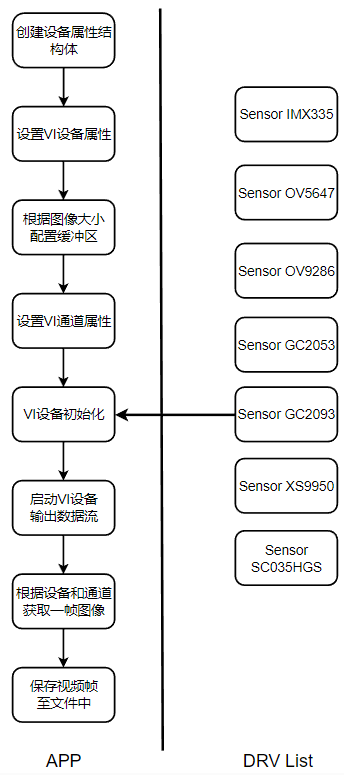 创建设备属性结
构体
设置VI设备属性
根据图像大小
配置缓冲区
设置VI通道属性
VI设备初始化
启动VI设备
输出数据流
根据设备和通道
获取一帧图像
保存视频帧
至文件中
APP
Sensor IMX335
Sensor OV5647
Sensor OV9286
Sensor GC2053
Sensor GC2093
Sensor XS9950
Sensor
SC035HGS
DRV List